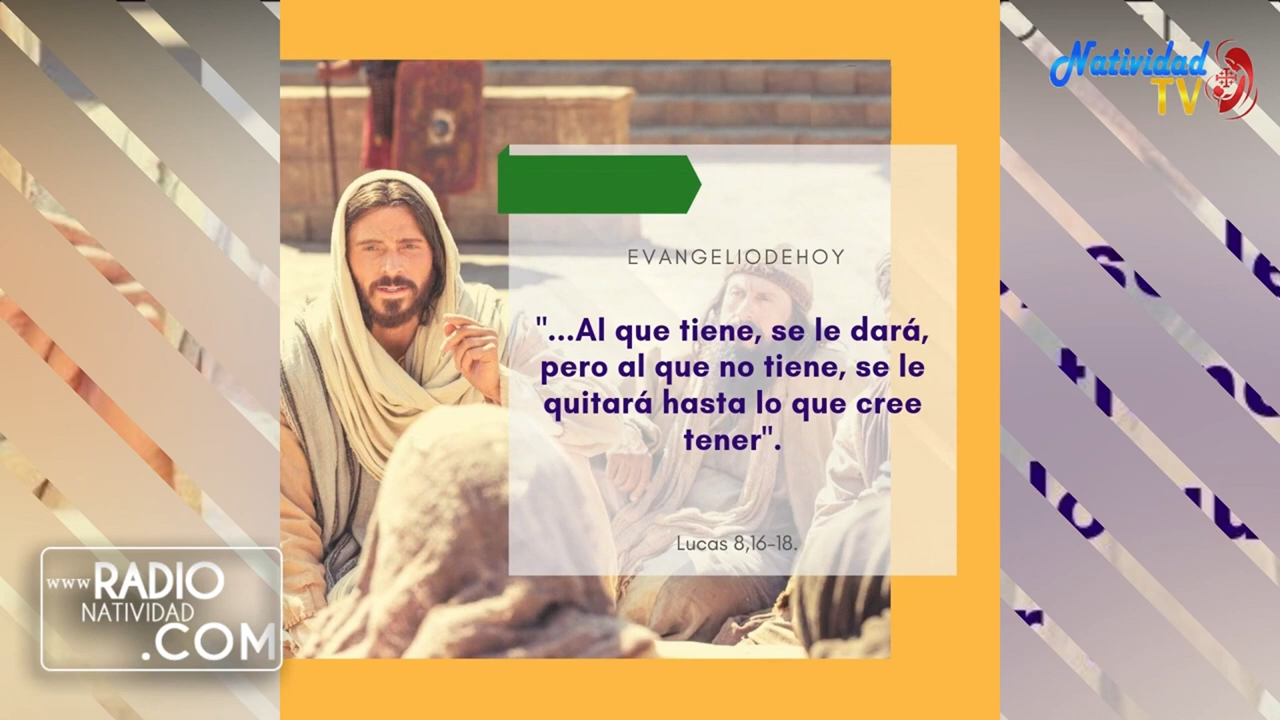 Natividad
TV
EVANGELIODEHOY
"...Al que tiene, se le dará,
pero al que no tiene, se le
quitará hasta lo que cree
tener".
Lucas 8,16-18.
www RADIO
NATIVIDAD
.COM